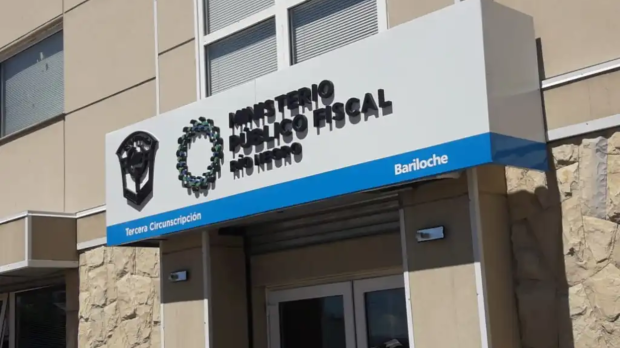 MINISTERIO
PÚBLICO FISCAL
RÍO NEGRO
Tercera Circunscripción
Bariloche